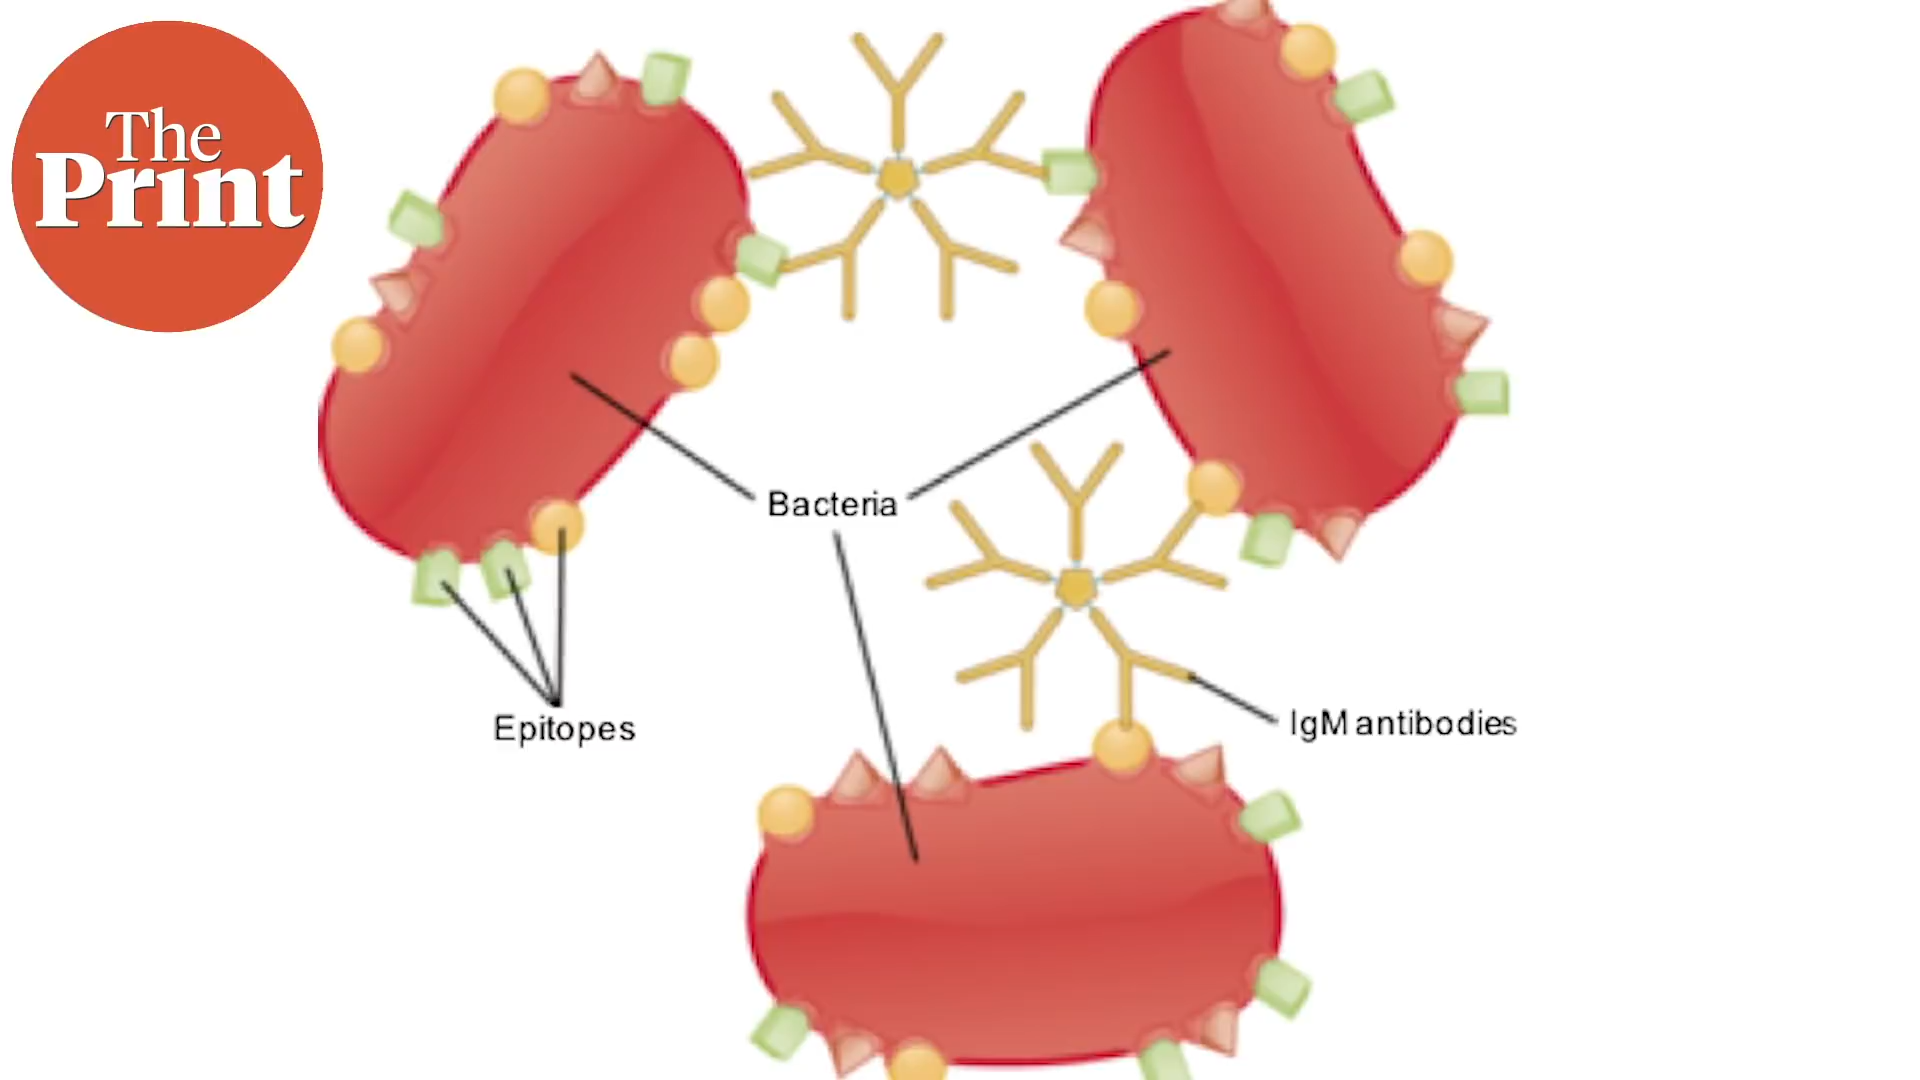 The
Print
Bacteria
Epitopes
IgM antibodies